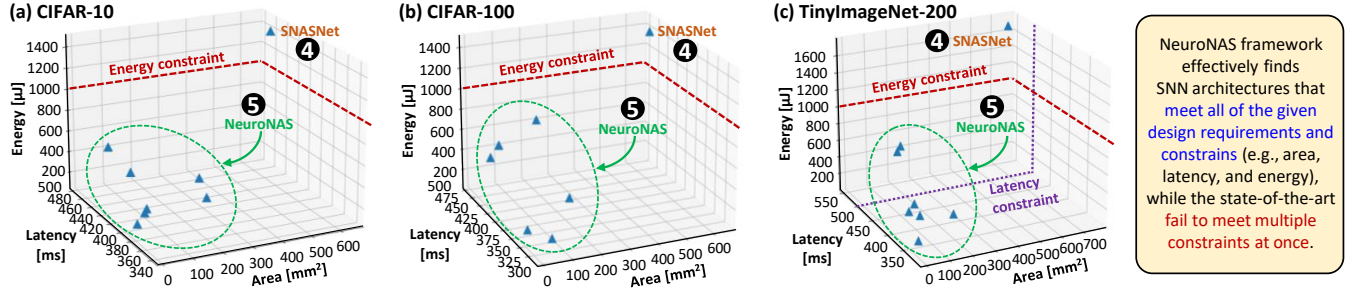 (a) CIFAR-10
SNASNet
4
Energy constraint
5
NeuroNAS
Energy [µJ]
1400
1200
1000
800
600
400
200
500
480
460
440
420
400
380
360
340
Latency
[ms]
0
100
200
300
400
500
600
Area [mm²]
(b) CIFAR-100
SNASNet
4
Energy constraint
5
NeuroNAS
Energy [µJ]
1400
1200
1000
800
600
400
200
500
475
450
425
400
375
350
325
300
Latency
[ms]
0
100
200
300
400
500
600
Area [mm²]
(c) TinyImageNet-200
4 SNASNet
Energy constraint
5
NeuroNAS
Latency
constraint
Energy [µJ]
1600
1400
1200
1000
800
600
400
200
550
500
450
400
350
Latency
[ms]
0
100
200
300
400
500
600
700
Area [mm²]
NeuroNAS framework
effectively finds
SNN architectures that
meet all of the given
design requirements and
constrains (e.g., area,
latency, and energy),
while the state-of-the-art
fail to meet multiple
constraints at once.